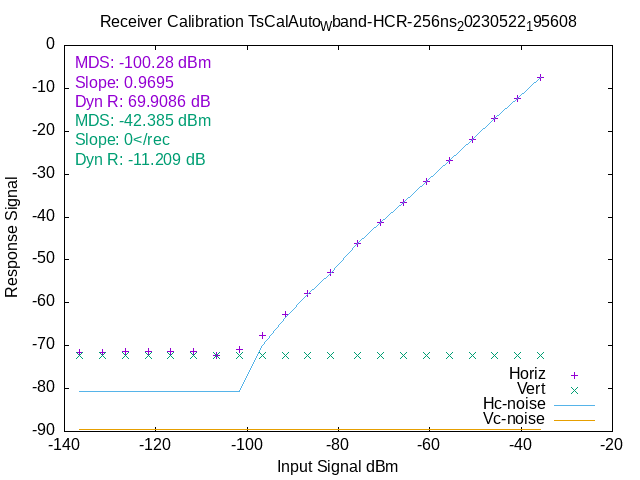 Receiver Calibration TsCalAutoWband-HCR-256ns20230522195608
0
-10
-20
-30
-40
-50
-60
-70
-80
-90
Response Signal
MDS: -100.28 dBm
Slope: 0.9695
Dyn R: 69.9086 dB
MDS: -42.385 dBm
Slope: 0</rec
Dyn R: -11.209 dB
Horiz
Vert
Hc-noise
Vc-noise
-140 -120 -100 -80 -60 -40 -20
Input Signal dBm